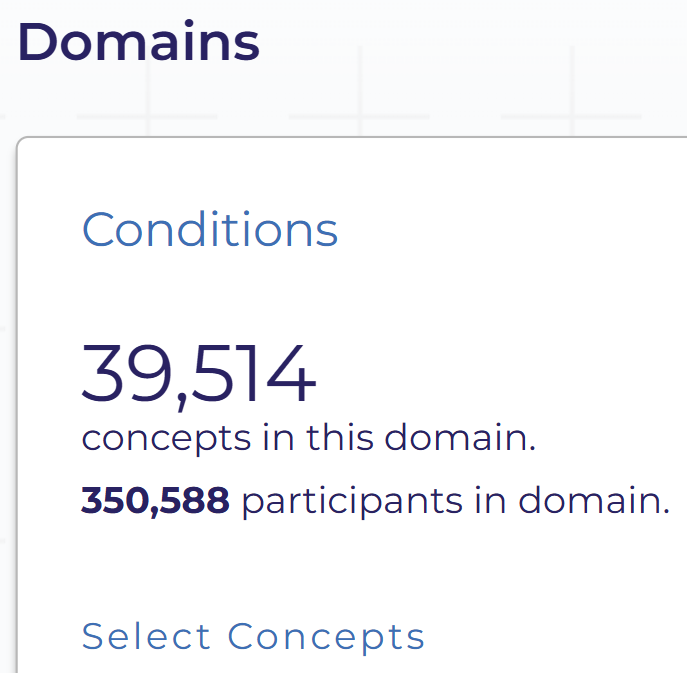 Domains
Conditions
39,514
concepts in this domain.
350,588 participants in domain.
Select Concepts